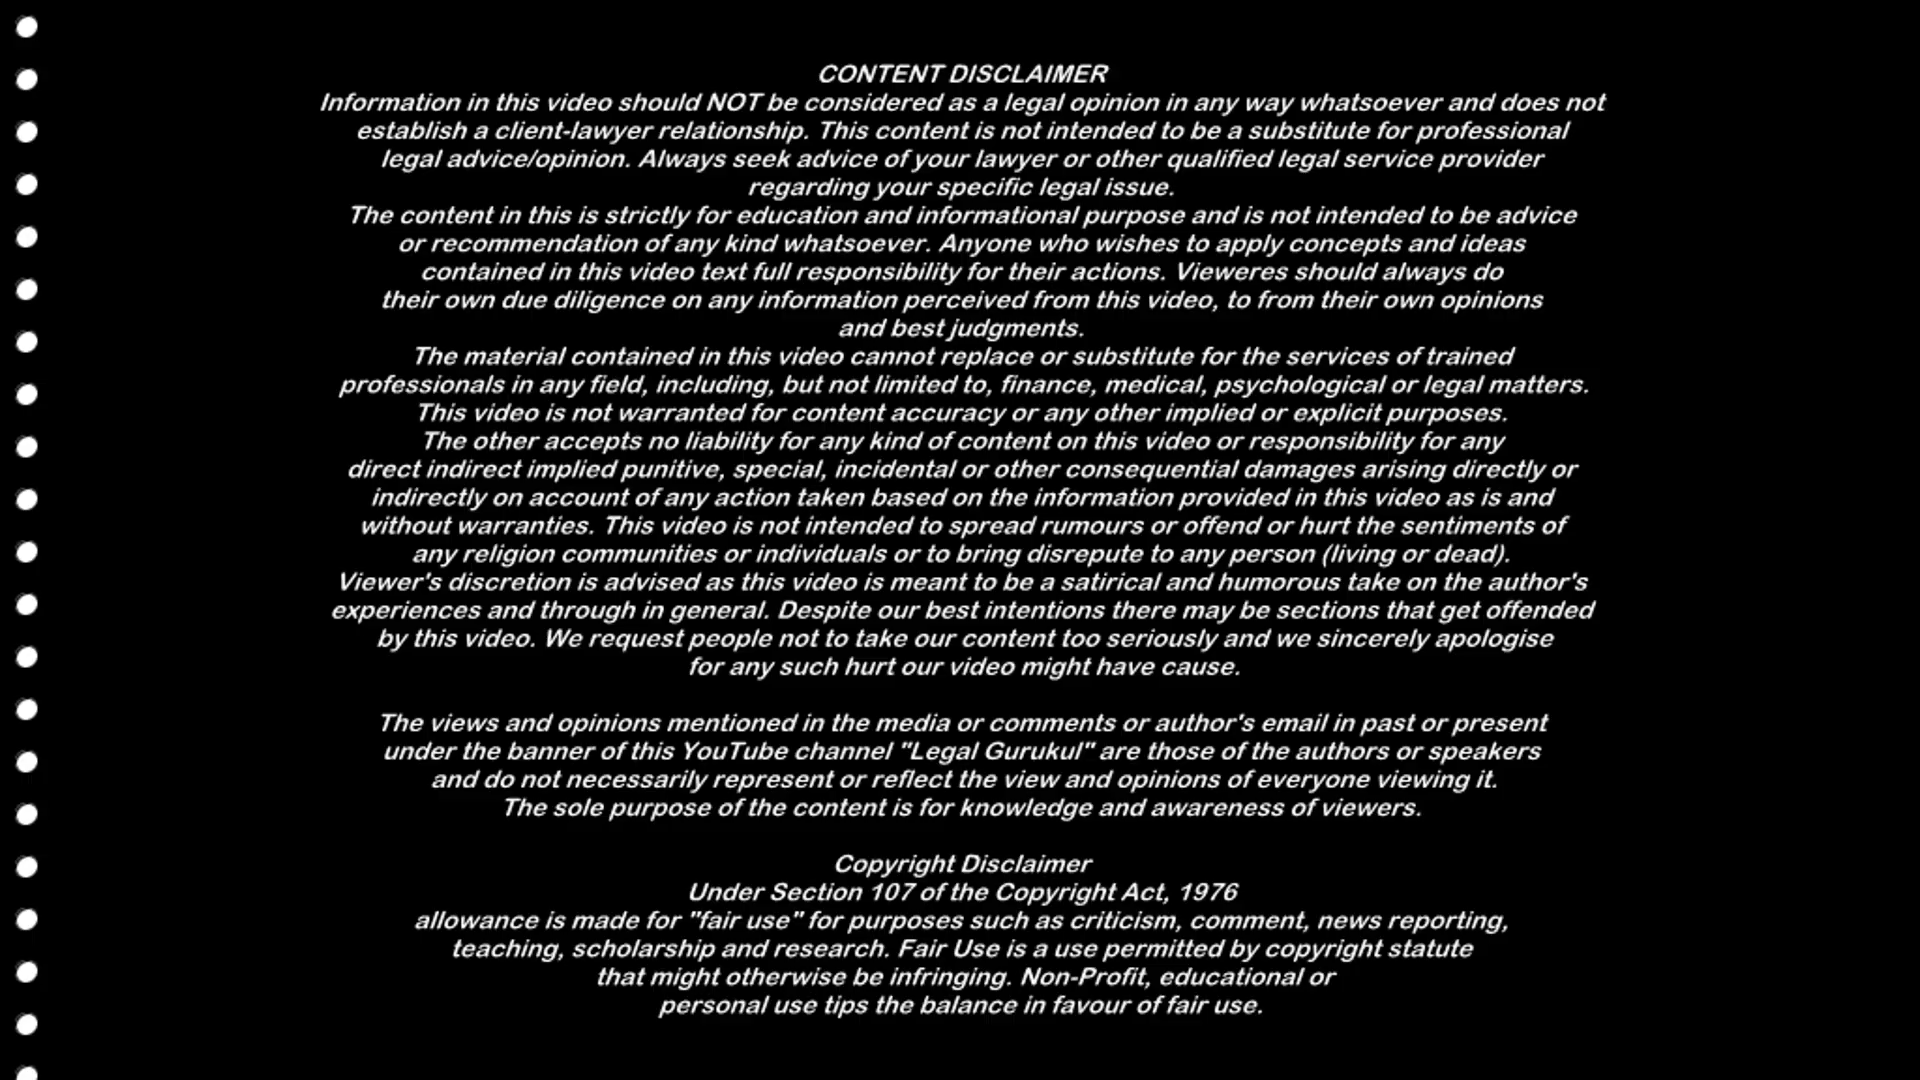 CONTENT DISCLAIMER
Information in this video should NOT be considered as a legal opinion in any way whatsoever and does not
establish a client-lawyer relationship. This content is not intended to be a substitute for professional
legal advice/opinion. Always seek advice of your lawyer or other qualified legal service provider
regarding your specific legal issue.
The content in this is strictly for education and informational purpose and is not intended to be advice
or recommendation of any kind whatsoever. Anyone who wishes to apply concepts and ideas
contained in this video text full responsibility for their actions. Vieweres should always do
their own due diligence on any information perceived from this video, to from their own opinions
and best judgments.
The material contained in this video cannot replace or substitute for the services of trained
professionals in any field, including, but not limited to, finance, medical, psychological or legal matters.
This video is not warranted for content accuracy or any other implied or explicit purposes.
The other accepts no liability for any kind of content on this video or responsibility for any
direct indirect implied punitive, special, incidental or other consequential damages arising directly or
indirectly on account of any action taken based on the information provided in this video as is and
without warranties. This video is not intended to spread rumours or offend or hurt the sentiments of
any religion communities or individuals or to bring disrepute to any person (living or dead).
Viewer's discretion is advised as this video is meant to be a satirical and humorous take on the author's
experiences and through in general. Despite our best intentions there may be sections that get offended
by this video. We request people not to take our content too seriously and we sincerely apologise
for any such hurt our video might have cause.
The views and opinions mentioned in the media or comments or author's email in past or present
under the banner of this YouTube channel "Legal Gurukul" are those of the authors or speakers
and do not necessarily represent or reflect the view and opinions of everyone viewing it.
The sole purpose of the content is for knowledge and awareness of viewers.
Copyright Disclaimer
Under Section 107 of the Copyright Act, 1976
allowance is made for "fair use" for purposes such as criticism, comment, news reporting,
teaching, scholarship and research. Fair Use is a use permitted by copyright statute
that might otherwise be infringing. Non-Profit, educational or
personal use tips the balance in favour of fair use.